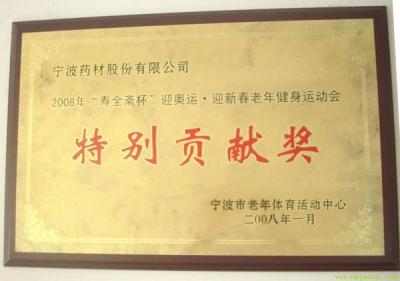 宁波药材股份有限公司
2008年“寿全斋杯”迎奥运·迎新春老年健身运动会
特别贡献奖
宁波市老年体育活动中心
二〇〇八年一月